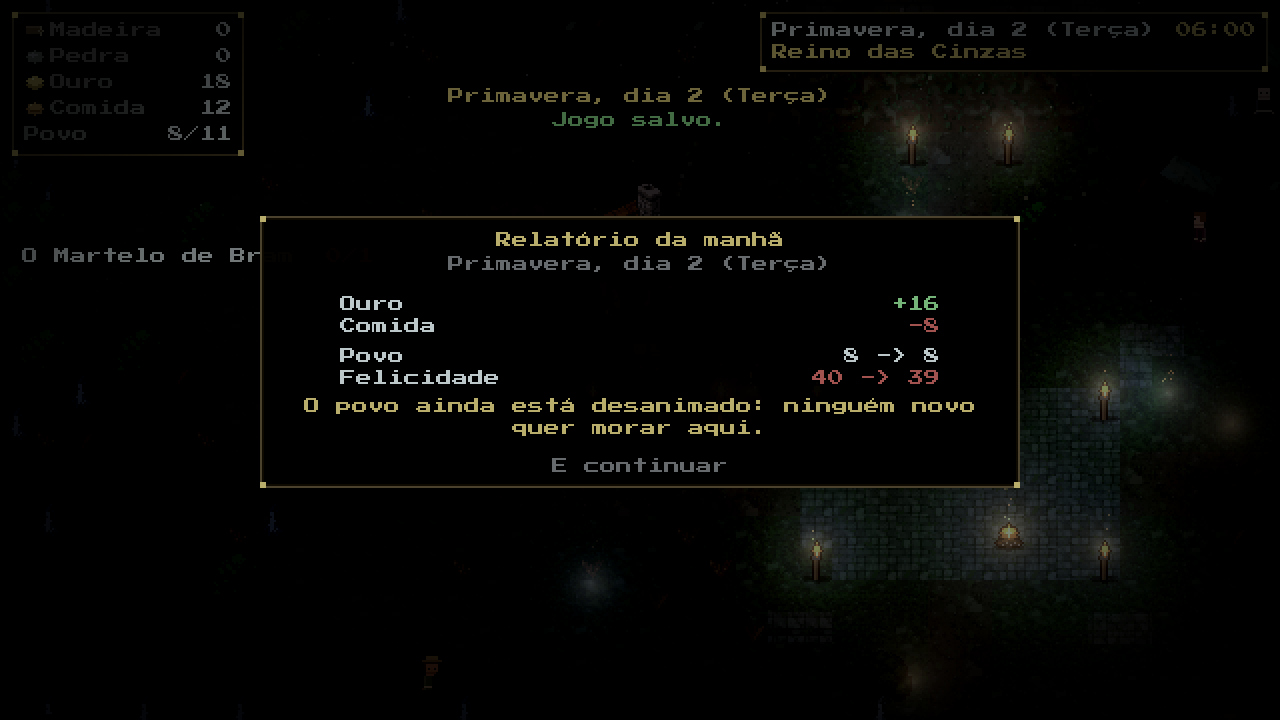 Madeira 0
Pedra 0
Ouro 18
Comida 12
Povo 8/11
Primavera, dia 2 (Terça) 06:00
Reino das Cinzas
Primavera, dia 2 (Terça)
Jogo salvo.
O Martelo de Br
Relatório da manhã
Primavera, dia 2 (Terça)
Ouro +16
Comida -8
Povo 8 -> 8
Felicidade 40 -> 39
O povo ainda está desanimado: ninguém novo
quer morar aqui.
E continuar